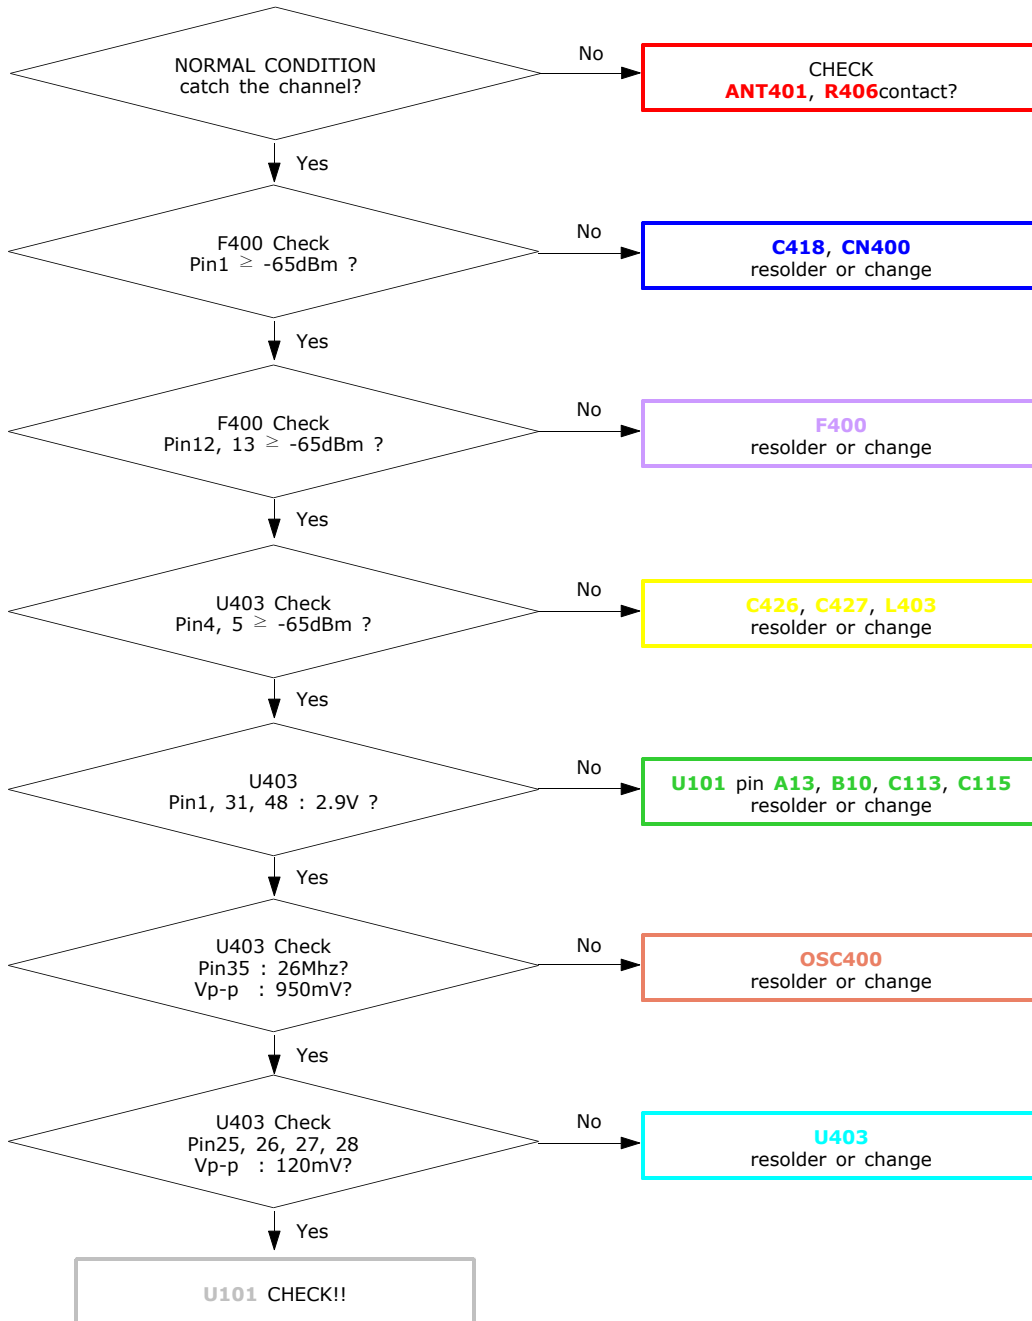 NORMAL CONDITION
catch the channel?
No
CHECK
ANT401, R406contact?
Yes
F400 Check
Pin1 ≥ -65dBm ?
No
C418, CN400
resolder or change
Yes
F400 Check
Pin12, 13 ≥ -65dBm ?
No
F400
resolder or change
Yes
U403 Check
Pin4, 5 ≥ -65dBm ?
No
C426, C427, L403
resolder or change
Yes
U403
Pin1, 31, 48 : 2.9V ?
No
U101 pin A13, B10, C113, C115
resolder or change
Yes
U403 Check
Pin35 : 26Mhz?
Vp-p : 950mV?
No
OSC400
resolder or change
Yes
U403 Check
Pin25, 26, 27, 28
Vp-p : 120mV?
No
U403
resolder or change
Yes
U101 CHECK!!